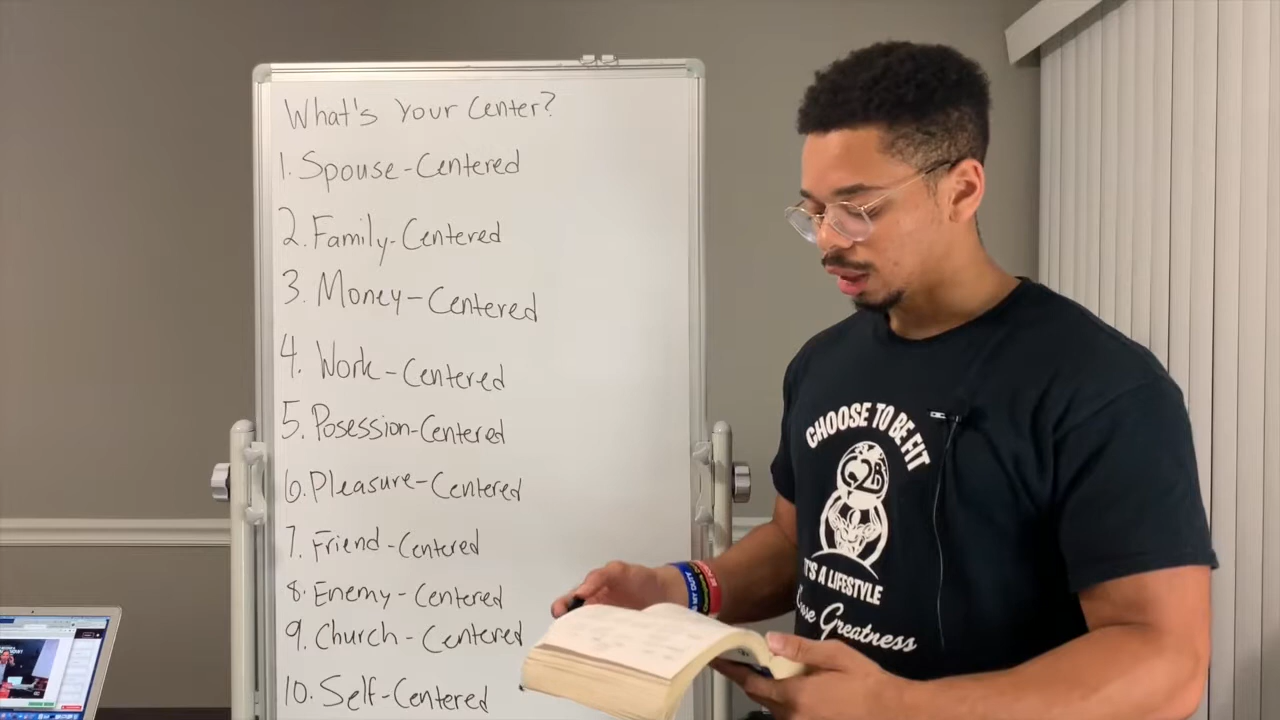 What's Your Center?
1. Spouse-Centered
2. Family-Centered
3. Money-Centered
4. Work-Centered
5. Posession-Centered
6. Pleasure-Centered
7. Friend-Centered
8. Enemy-Centered
9. Church-Centered
10. Self-Centered
CHOOSE TO BE FIT
C2B
IT'S A LIFESTYLE
Greatness
MY DUTY